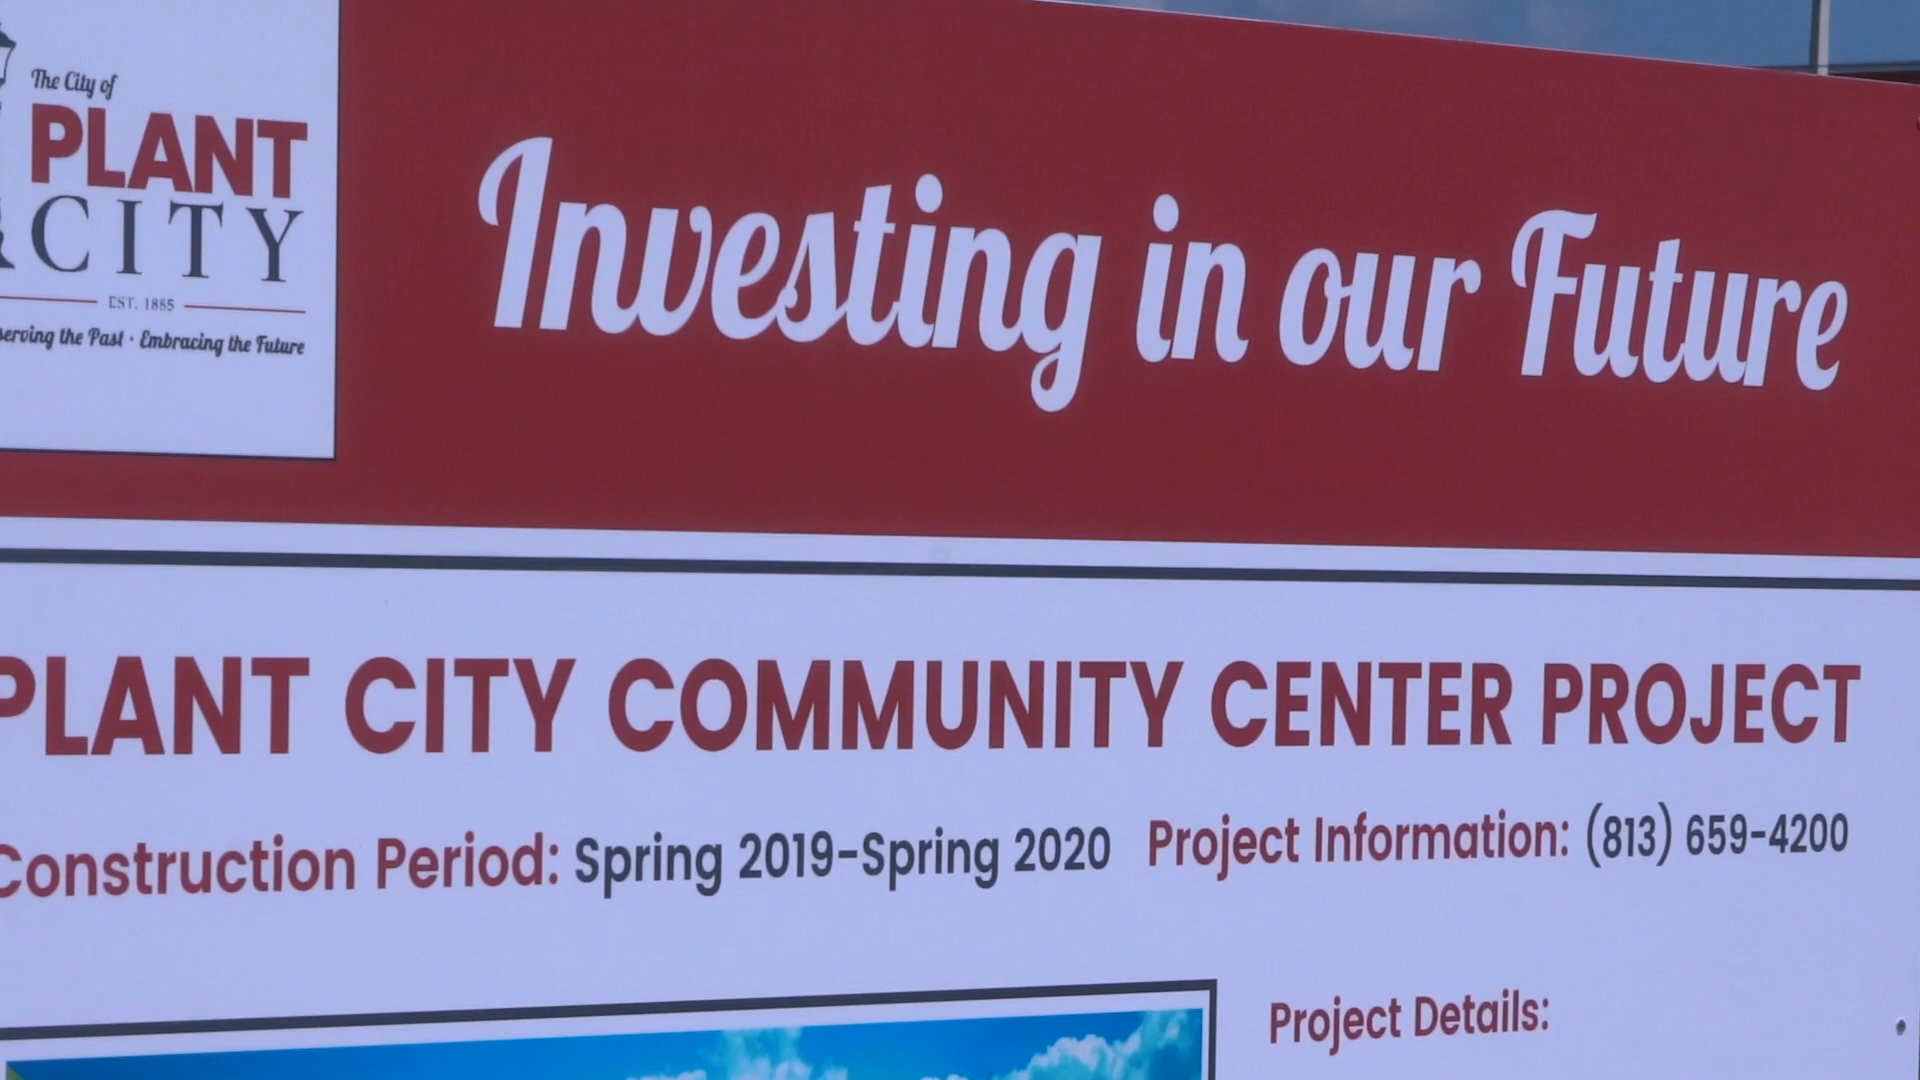 The City of
PLANT
CITY
EST. 1885
serving the Past · Embracing the Future
Investing in our Future
PLANT CITY COMMUNITY CENTER PROJECT
Construction Period: Spring 2019-Spring 2020 Project Information: (813) 659-4200
Project Details: